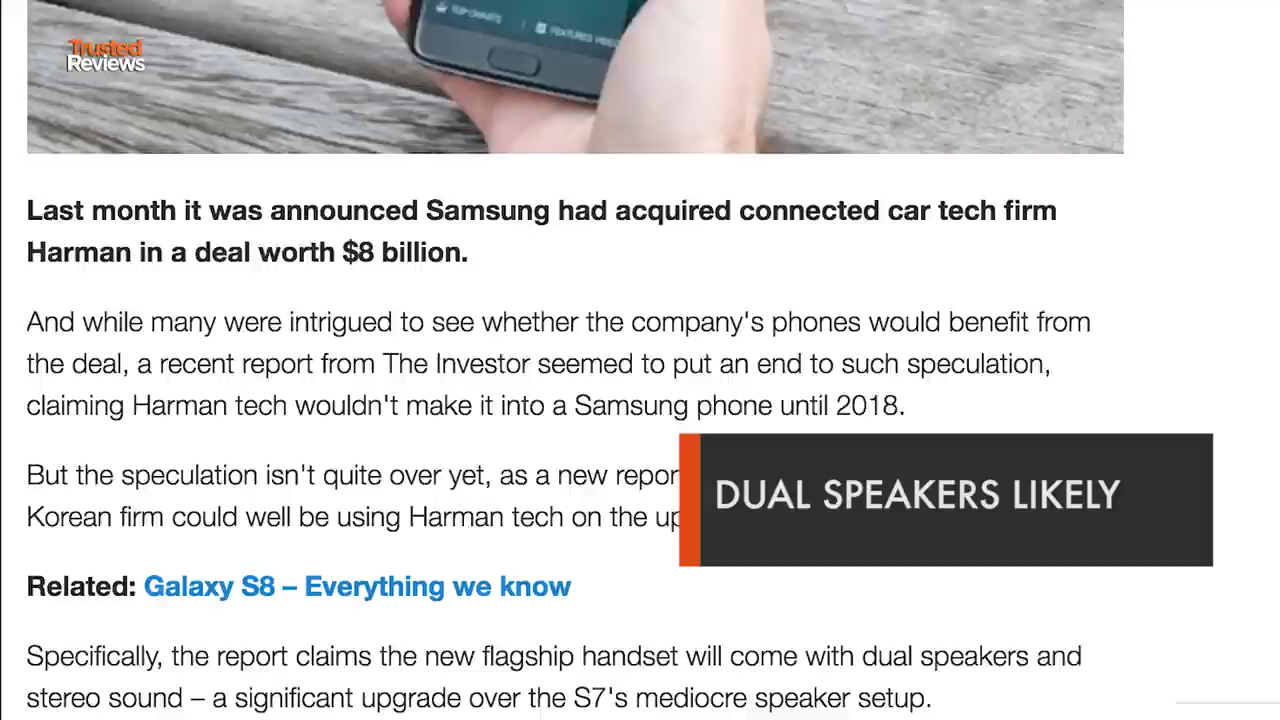 TOP CHARTS
FEATURED
Trusted
Reviews
Last month it was announced Samsung had acquired connected car tech firm
Harman in a deal worth $8 billion.
And while many were intrigued to see whether the company's phones would benefit from
the deal, a recent report from The Investor seemed to put an end to such speculation,
claiming Harman tech wouldn't make it into a Samsung phone until 2018.
But the speculation isn't quite over yet, as a new repor
Korean firm could well be using Harman tech on the up
DUAL SPEAKERS LIKELY
Related: Galaxy S8 – Everything we know
Specifically, the report claims the new flagship handset will come with dual speakers and
stereo sound – a significant upgrade over the S7's mediocre speaker setup.